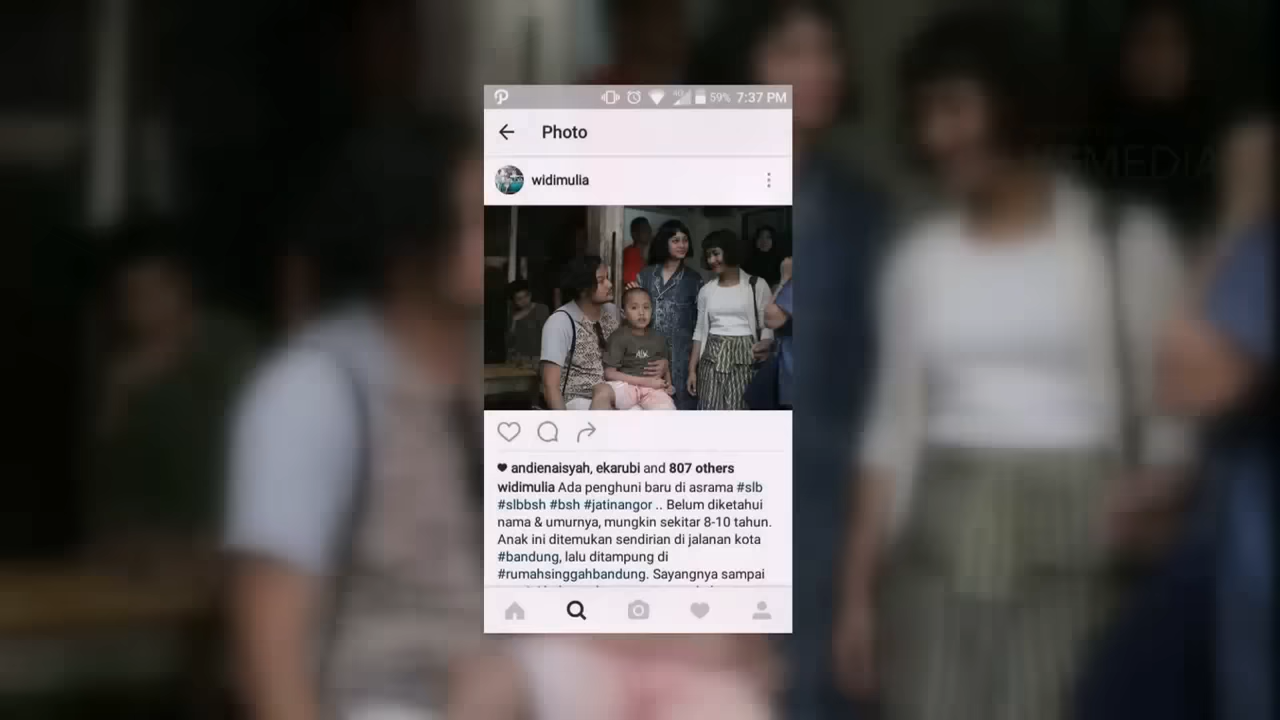 59% 7:37 PM
Photo
widimulia
andienaisyah, ekarubi and 807 others
widimulia Ada penghuni baru di asrama #slb
#slbbsh #bsh #jatinangor .. Belum diketahui
nama & umurnya, mungkin sekitar 8-10 tahun.
Anak ini ditemukan sendirian di jalanan kota
#bandung, lalu ditampung di
#rumahsinggahbandung. Sayangnya sampai